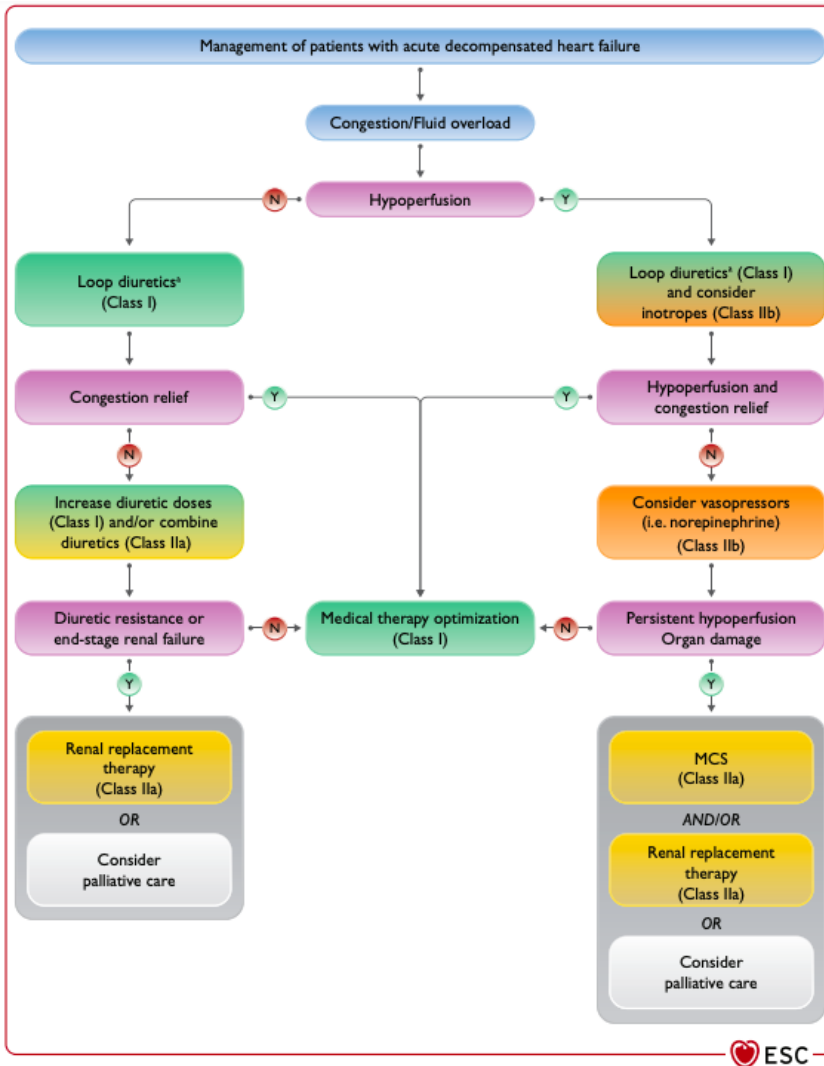 Management of patients with acute decompensated heart failure
Congestion/Fluid overload
N
Hypoperfusion
Y
Loop diureticsᵃ
(Class I)
Loop diureticsᵃ (Class I)
and consider
inotropes (Class IIb)
Congestion relief
Y
Y
Hypoperfusion and
congestion relief
N
N
Increase diuretic doses
(Class I) and/or combine
diuretics (Class IIa)
Consider vasopressors
(i.e. norepinephrine)
(Class IIb)
Diuretic resistance or
end-stage renal failure
N
Medical therapy optimization
(Class I)
N
Persistent hypoperfusion
Organ damage
Y
Y
Renal replacement
therapy
(Class IIa)
OR
Consider
palliative care
MCS
(Class IIa)
AND/OR
Renal replacement
therapy
(Class IIa)
OR
Consider
palliative care
ESC